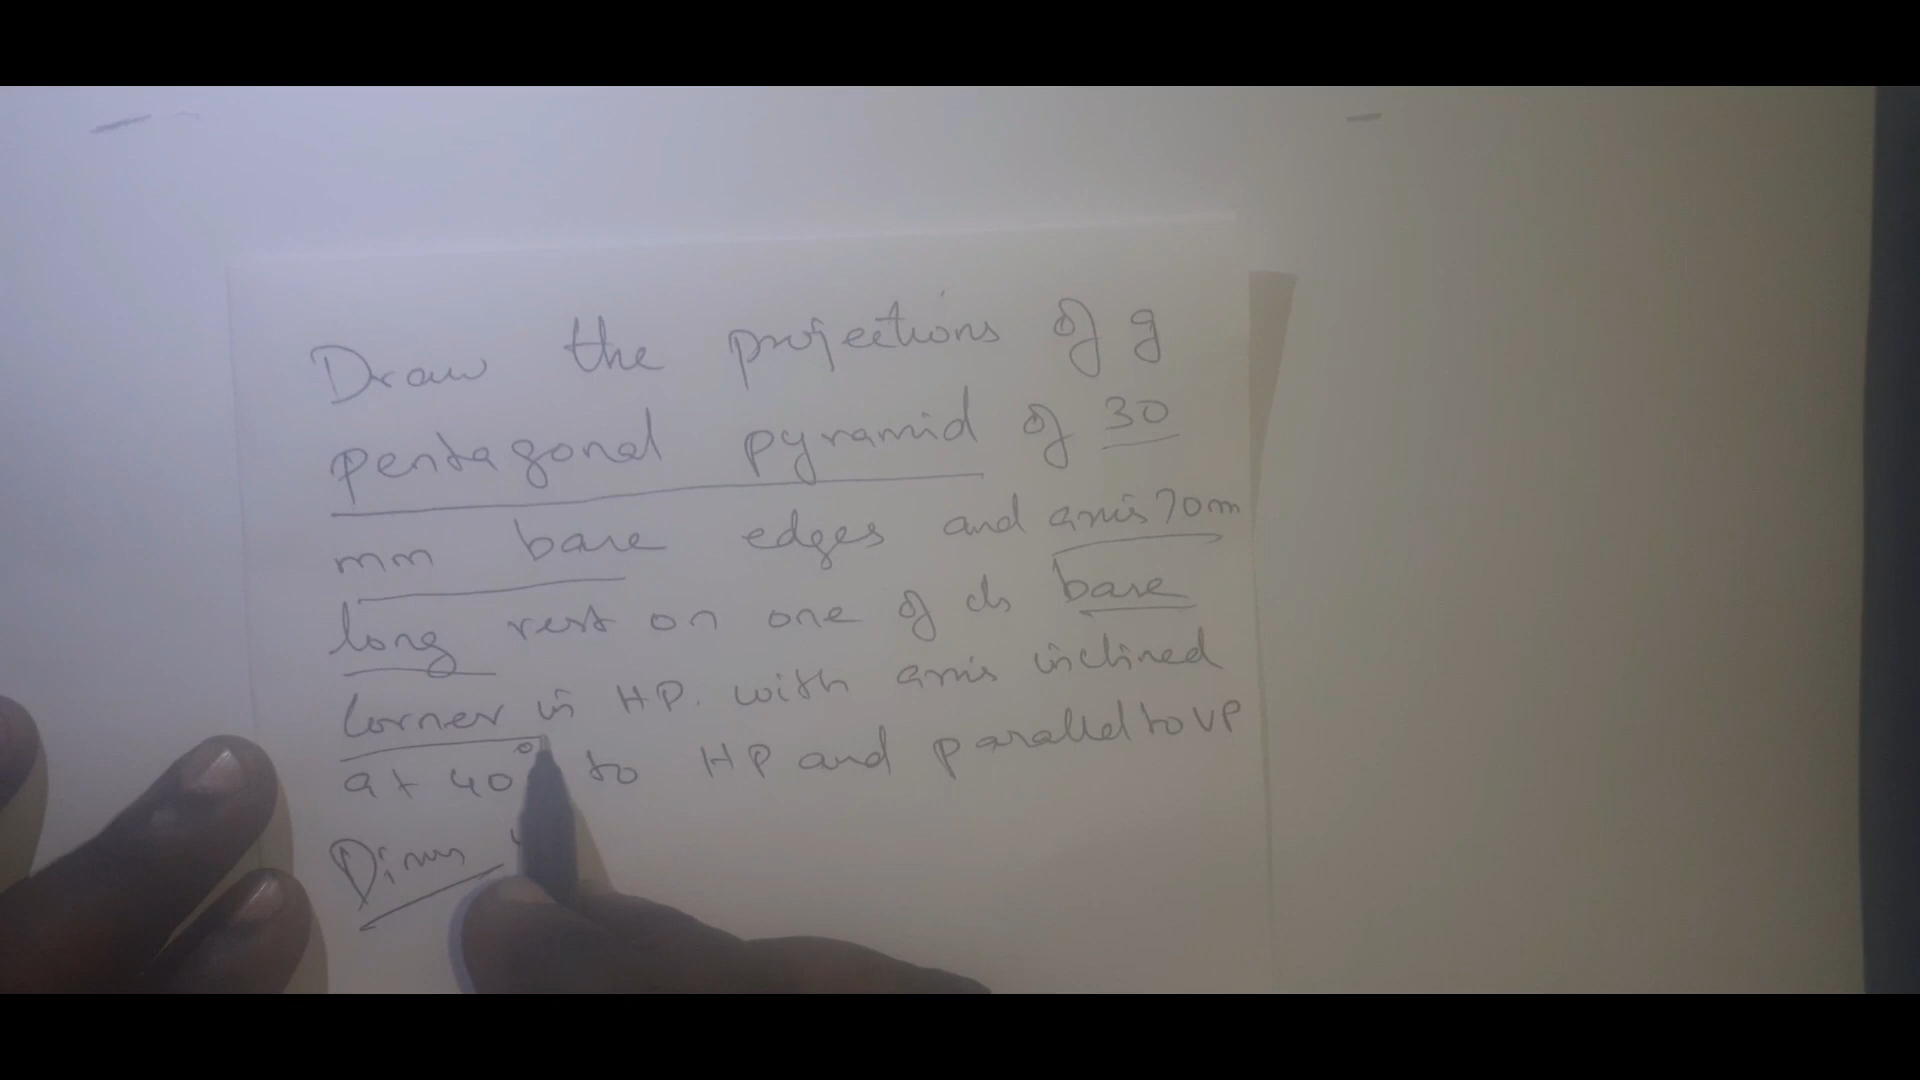 Draw the projections of a
pentagonal pyramid of 30
mm base edges and axis 70m
long rest on one of its base
corner in HP. with axis inclined
at 40° to HP and parallel to VP